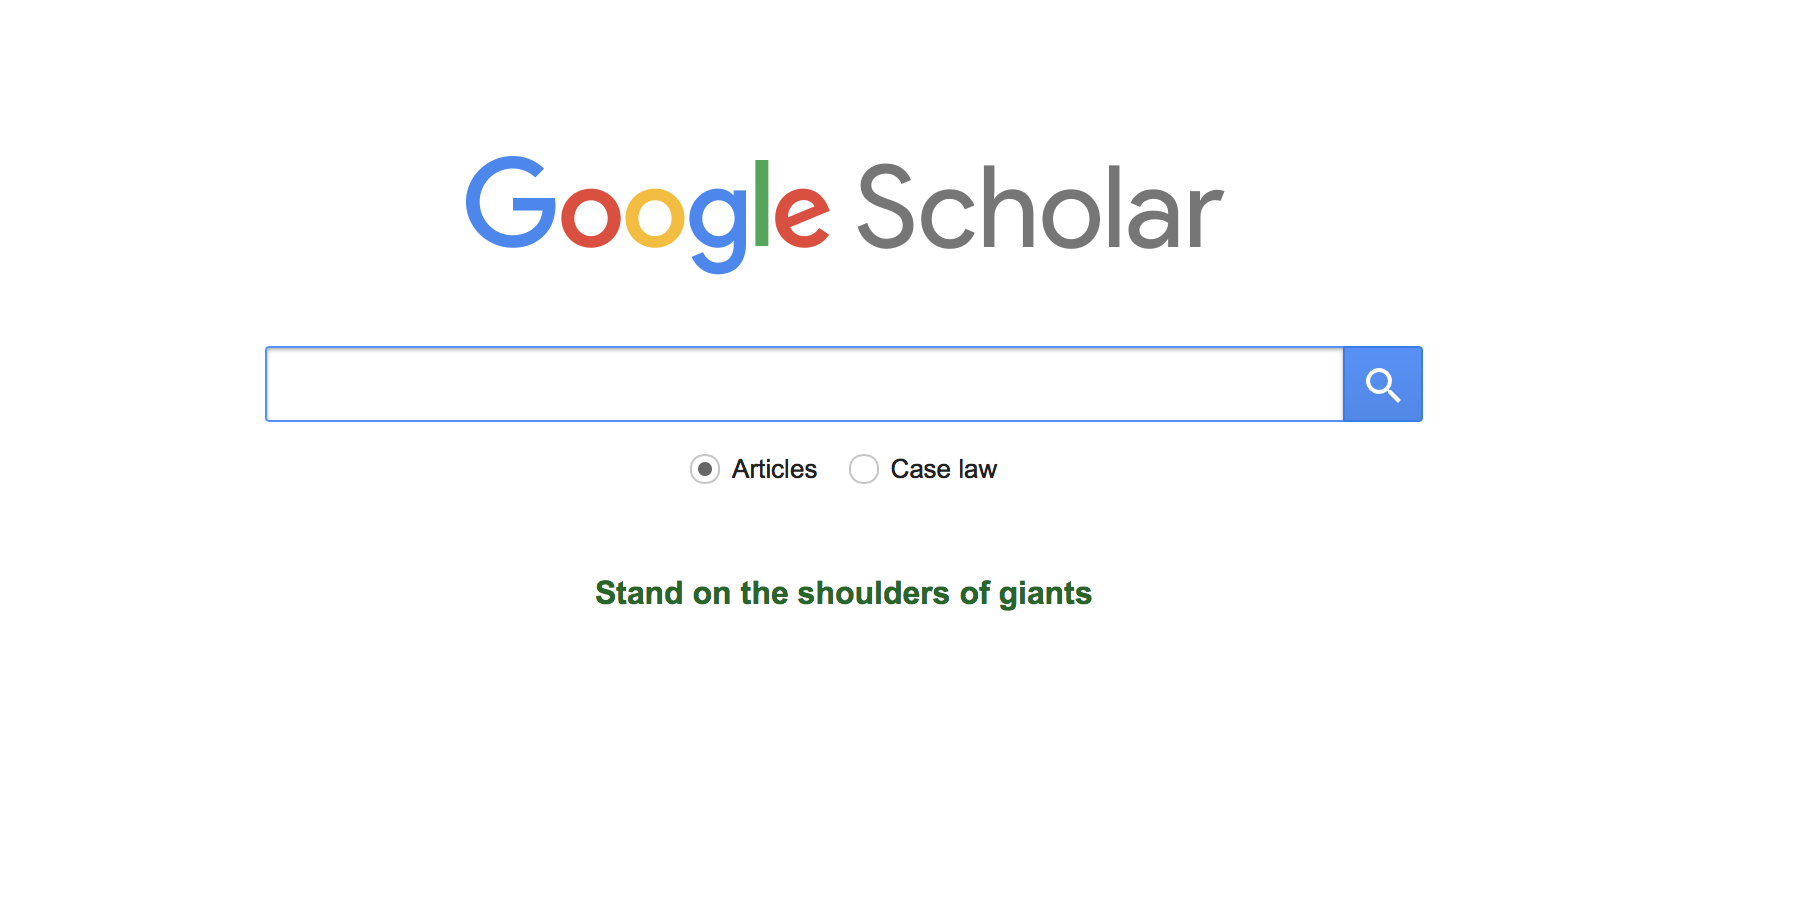 Google Scholar
Articles Case law
Stand on the shoulders of giants